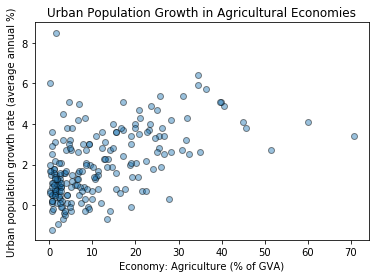 Urban Population Growth in Agricultural Economies
Urban population growth rate (average annual %)
8
6
4
2
0
0 10 20 30 40 50 60 70
Economy: Agriculture (% of GVA)